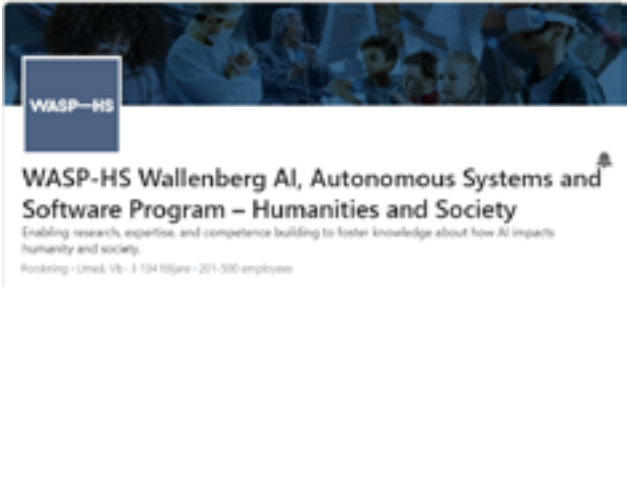 WASP—HS
WASP-HS Wallenberg AI, Autonomous Systems and
Software Program – Humanities and Society
Enabling research, expertise, and competence building to foster knowledge about how AI impacts
humanity and society.
Forskning · Umeå, Vb · 3 104 följare · 201-500 employees